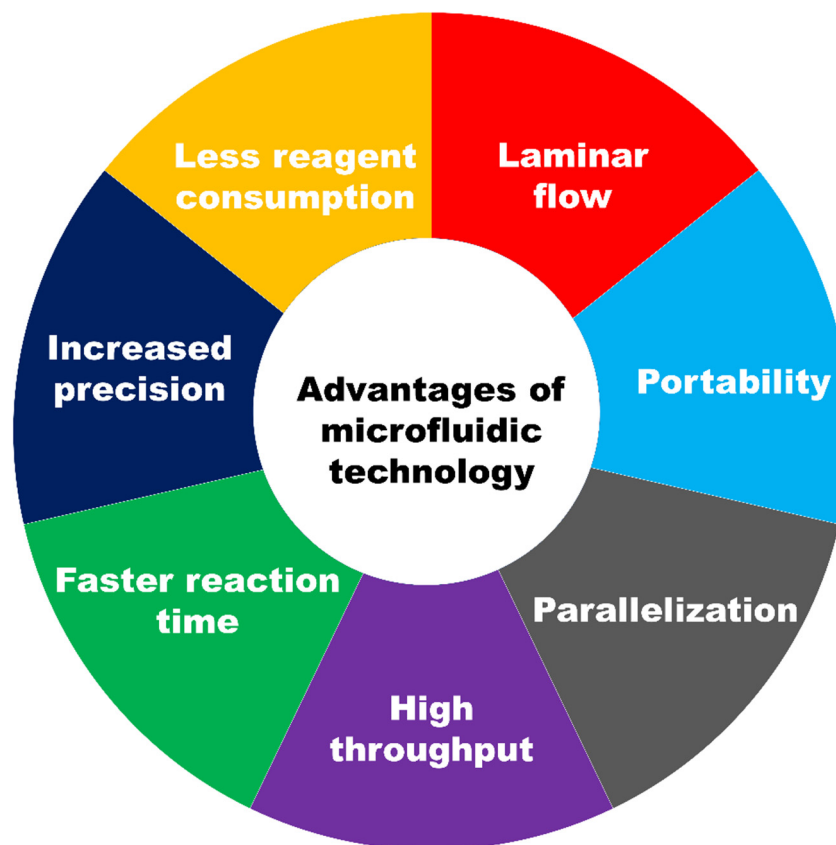 Less reagent
consumption
Laminar
flow
Increased
precision
Advantages of
microfluidic
technology
Portability
Faster reaction
time
Parallelization
High
throughput